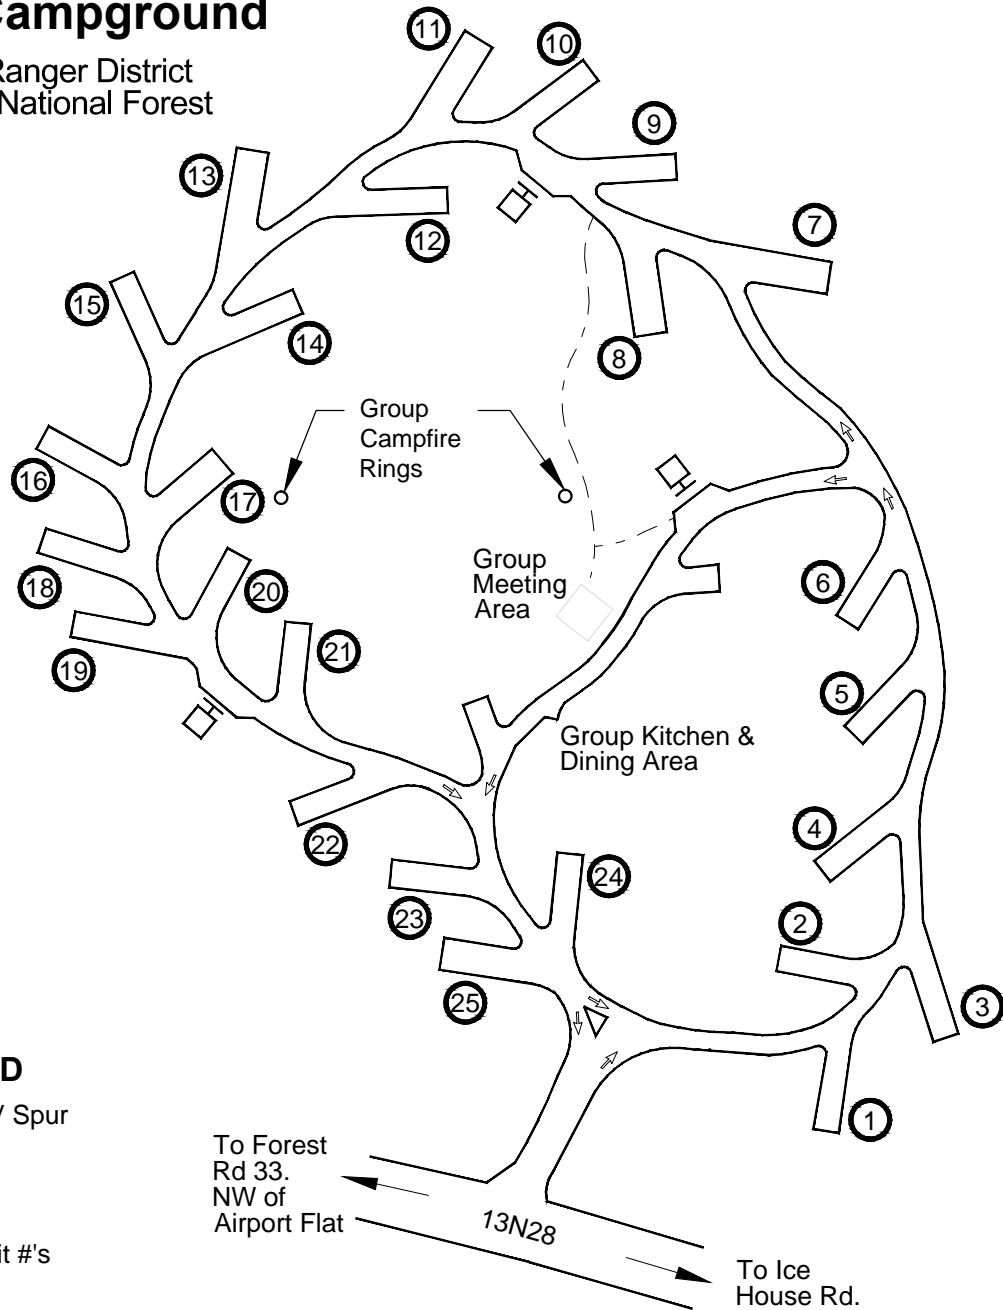 Campground
Ranger District
National Forest
11
10
9
13
12
7
15
14
8
Group
Campfire
Rings
16
17
Group
Meeting
Area
18
20
6
19
21
5
Group Kitchen &
Dining Area
22
4
24
23
2
25
3
D
Spur
1
To Forest
Rd 33.
NW of
Airport Flat
13N28
it #'s
To Ice
House Rd.